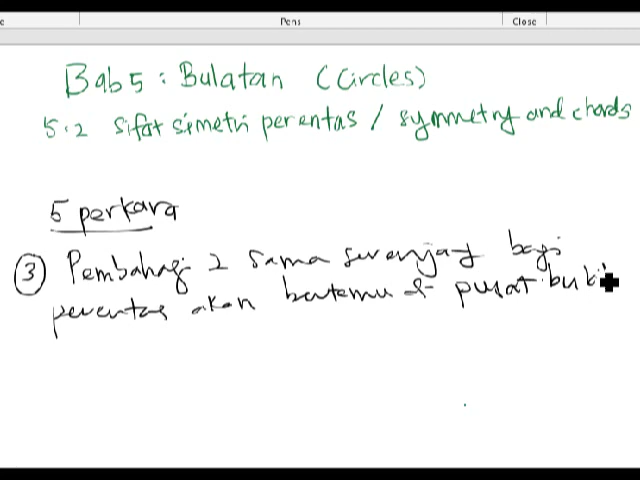 Pens
Close
Bab 5 : Bulatan (Circles)
5.2 Sifat simetri perentas / symmetry and chords
5 perkara
③ Pembahagi 2 sama serenjang bagi
perentas akan bertemu di pusat